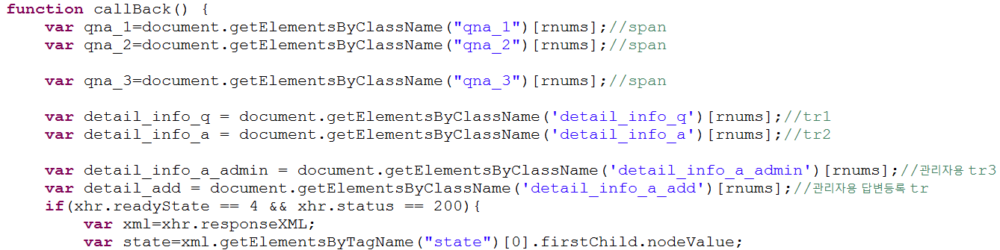 function callBack() {
var qna_1=document.getElementsByClassName("qna_1")[rnums];//span
var qna_2=document.getElementsByClassName("qna_2")[rnums];//span
var qna_3=document.getElementsByClassName("qna_3")[rnums];//span
var detail_info_q = document.getElementsByClassName('detail_info_q')[rnums];//tr1
var detail_info_a = document.getElementsByClassName('detail_info_a')[rnums];//tr2
var detail_info_a_admin = document.getElementsByClassName('detail_info_a_admin')[rnums];//관리자용 tr3
var detail_add = document.getElementsByClassName('detail_info_a_add')[rnums];//관리자용 답변등록 tr
if(xhr.readyState == 4 && xhr.status == 200){
var xml=xhr.responseXML;
var state=xml.getElementsByTagName("state")[0].firstChild.nodeValue;